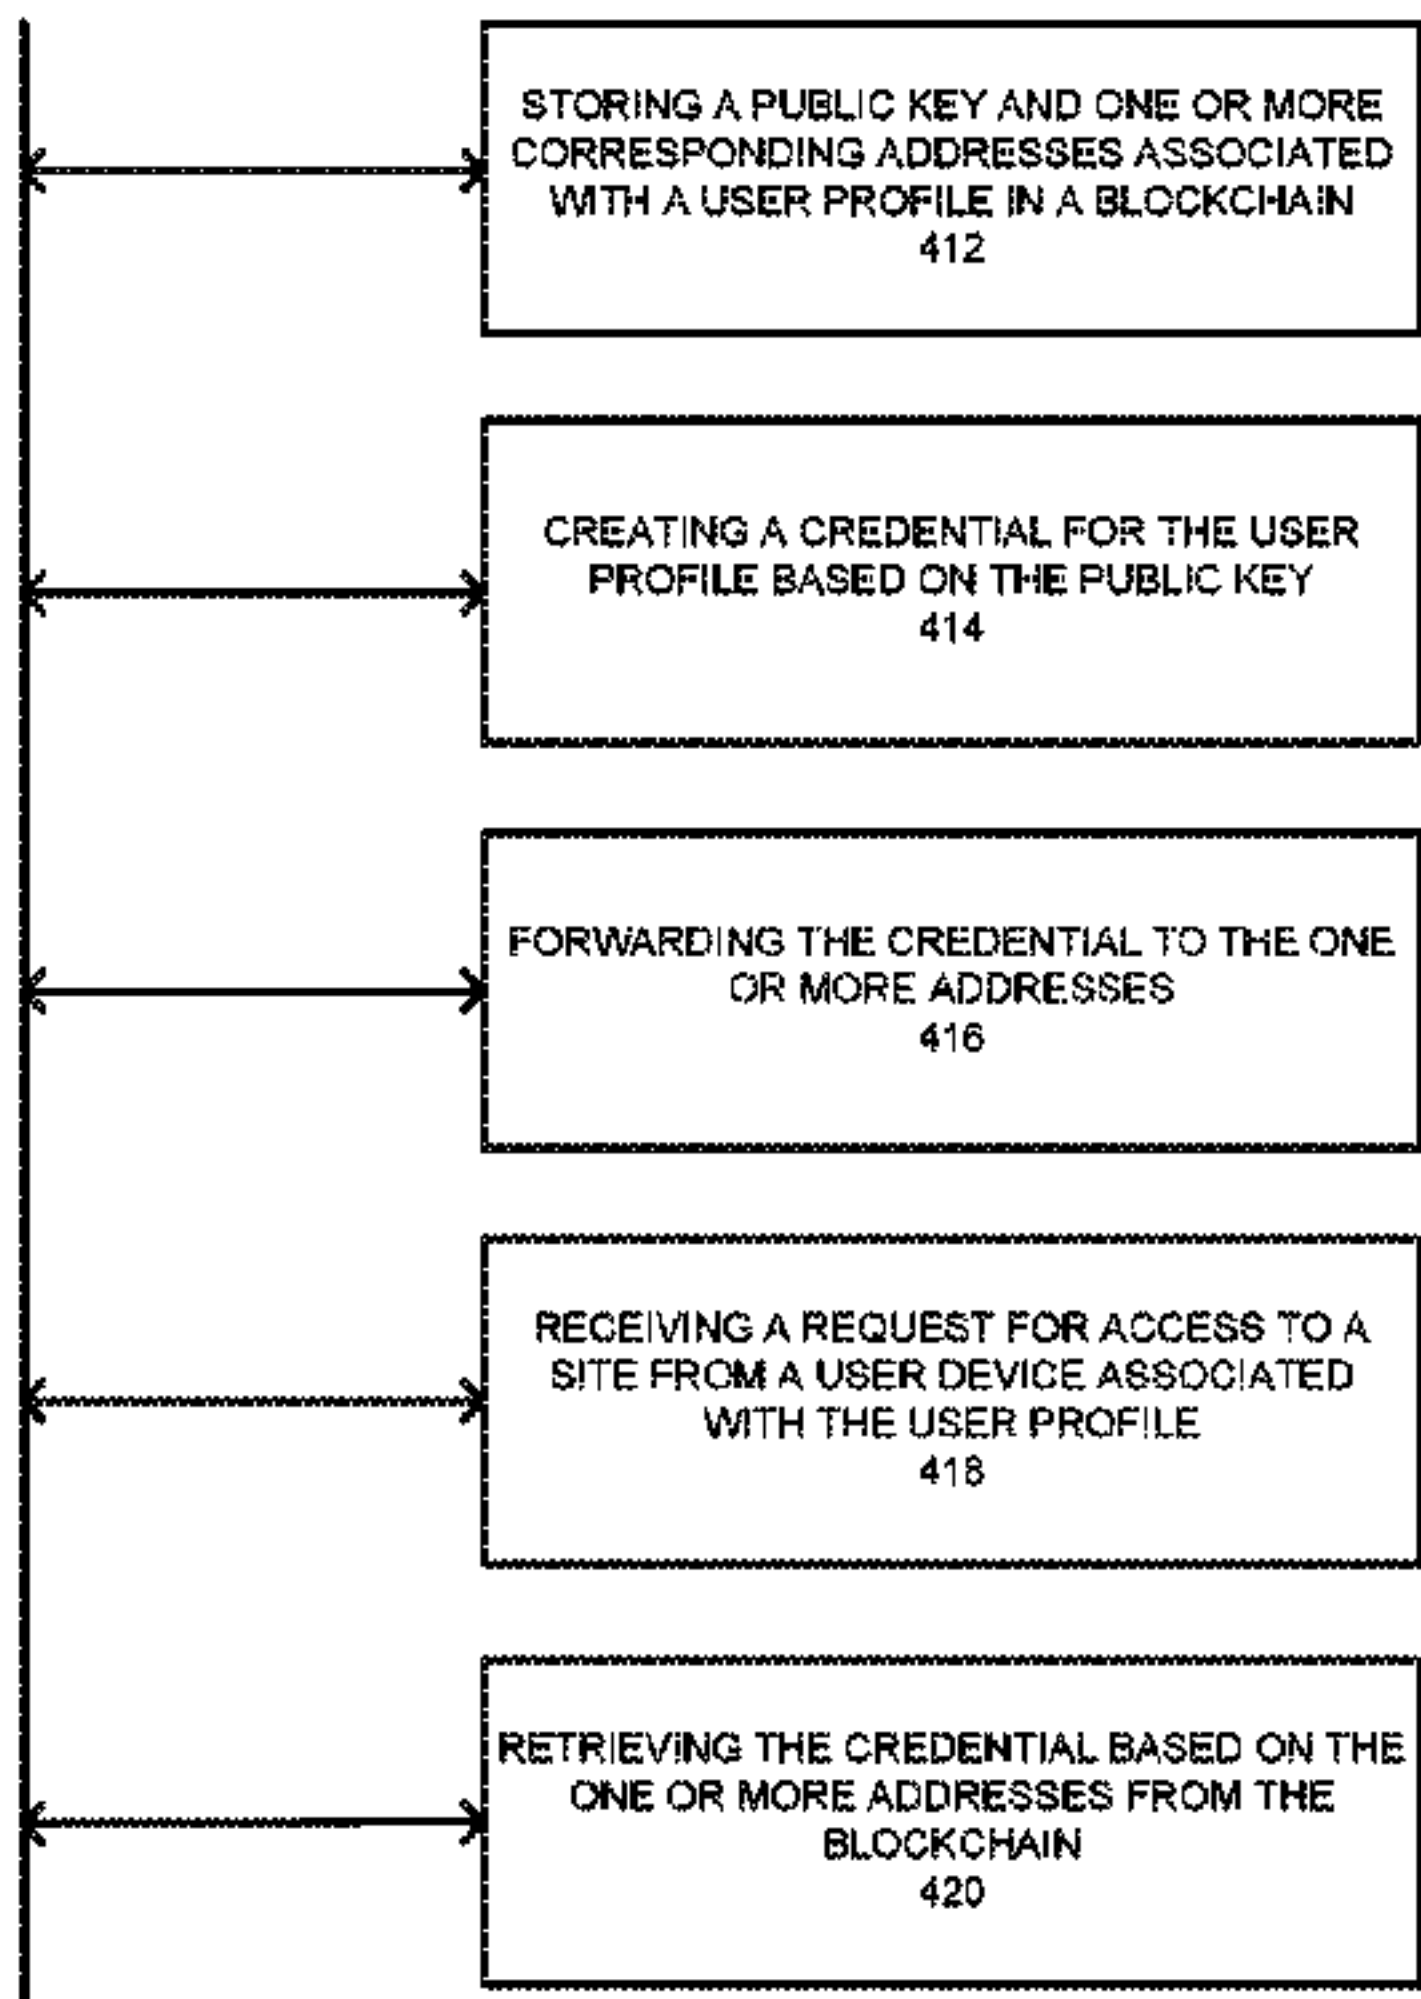 STORING A PUBLIC KEY AND ONE OR MORE
CORRESPONDING ADDRESSES ASSOCIATED
WITH A USER PROFILE IN A BLOCKCHAIN
412
CREATING A CREDENTIAL FOR THE USER
PROFILE BASED ON THE PUBLIC KEY
414
FORWARDING THE CREDENTIAL TO THE ONE
OR MORE ADDRESSES
416
RECEIVING A REQUEST FOR ACCESS TO A
SITE FROM A USER DEVICE ASSOCIATED
WITH THE USER PROFILE
418
RETRIEVING THE CREDENTIAL BASED ON THE
ONE OR MORE ADDRESSES FROM THE
BLOCKCHAIN
420